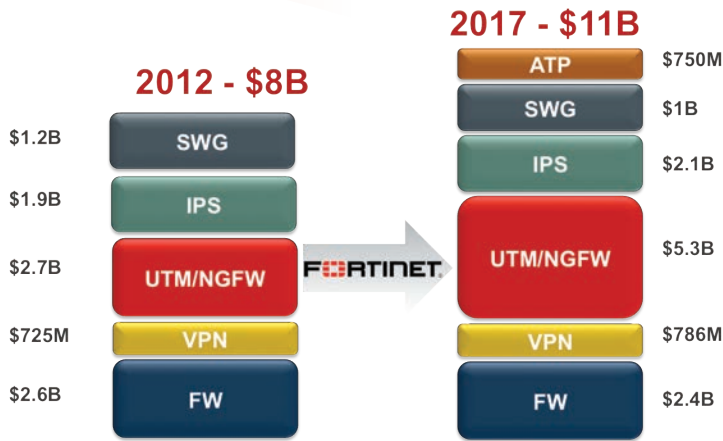 2012 - $8B
$1.2B SWG
$1.9B IPS
$2.7B UTM/NGFW
$725M VPN
$2.6B FW
FORTINET®
2017 - $11B
ATP $750M
SWG $1B
IPS $2.1B
UTM/NGFW $5.3B
VPN $786M
FW $2.4B